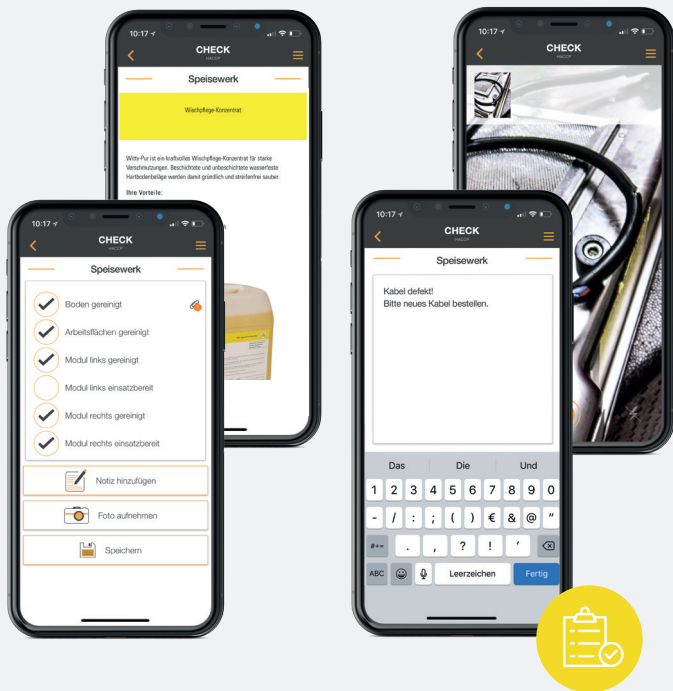 10:17
CHECK
HACCP
Speisewerk
Wischpflege-Konzentrat
Witty-Pur ist ein kraftvolles Wischpflege-Konzentrat für starke
Verschmutzungen. Beschichtete und unbeschichtete wasserfeste
Hartbodenbeläge werden damit gründlich und streifenfrei sauber.
Ihre Vorteile:
10:17
CHECK
HACCP
10:17
CHECK
HACCP
Speisewerk
Boden gereinigt
Arbeitsflächen gereinigt
Modul links gereinigt
Modul links einsatzbereit
Modul rechts gereinigt
Modul rechts einsatzbereit
Notiz hinzufügen
Foto aufnehmen
Speichern
10:17
CHECK
HACCP
Speisewerk
Kabel defekt!
Bitte neues Kabel bestellen.
Das Die Und
1 2 3 4 5 6 7 8 9 0
- / : ; ( ) € & @ "
#+= . , ? ! '
ABC Leerzeichen Fertig